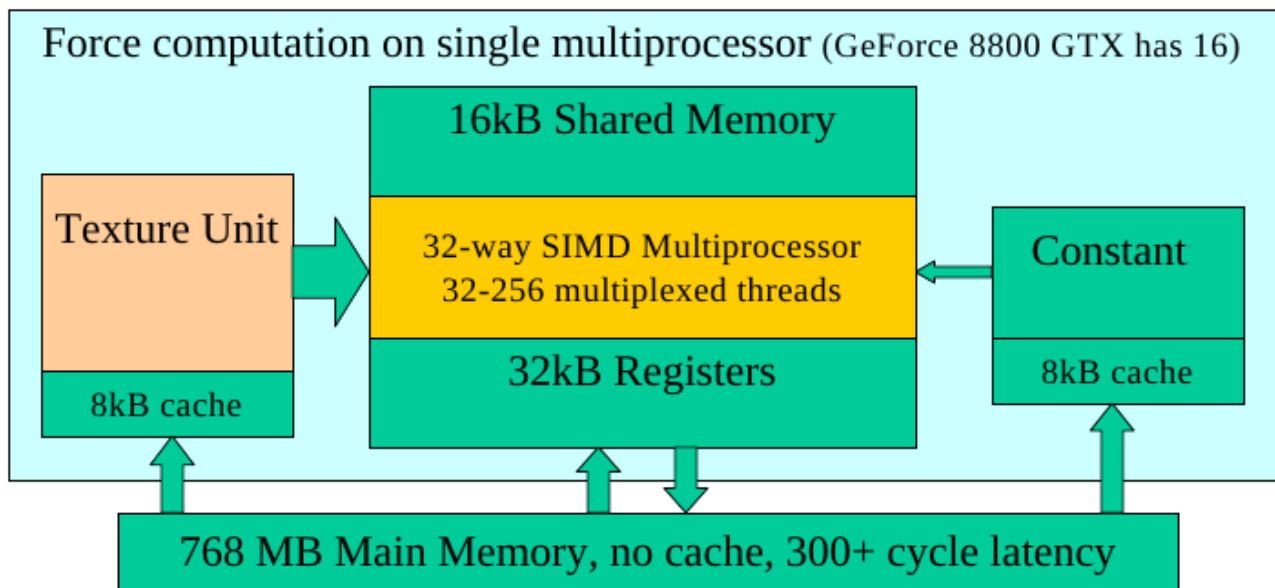 Force computation on single multiprocessor (GeForce 8800 GTX has 16)
16kB Shared Memory
Texture Unit
32-way SIMD Multiprocessor
32-256 multiplexed threads
Constant
32kB Registers
8kB cache
8kB cache
768 MB Main Memory, no cache, 300+ cycle latency